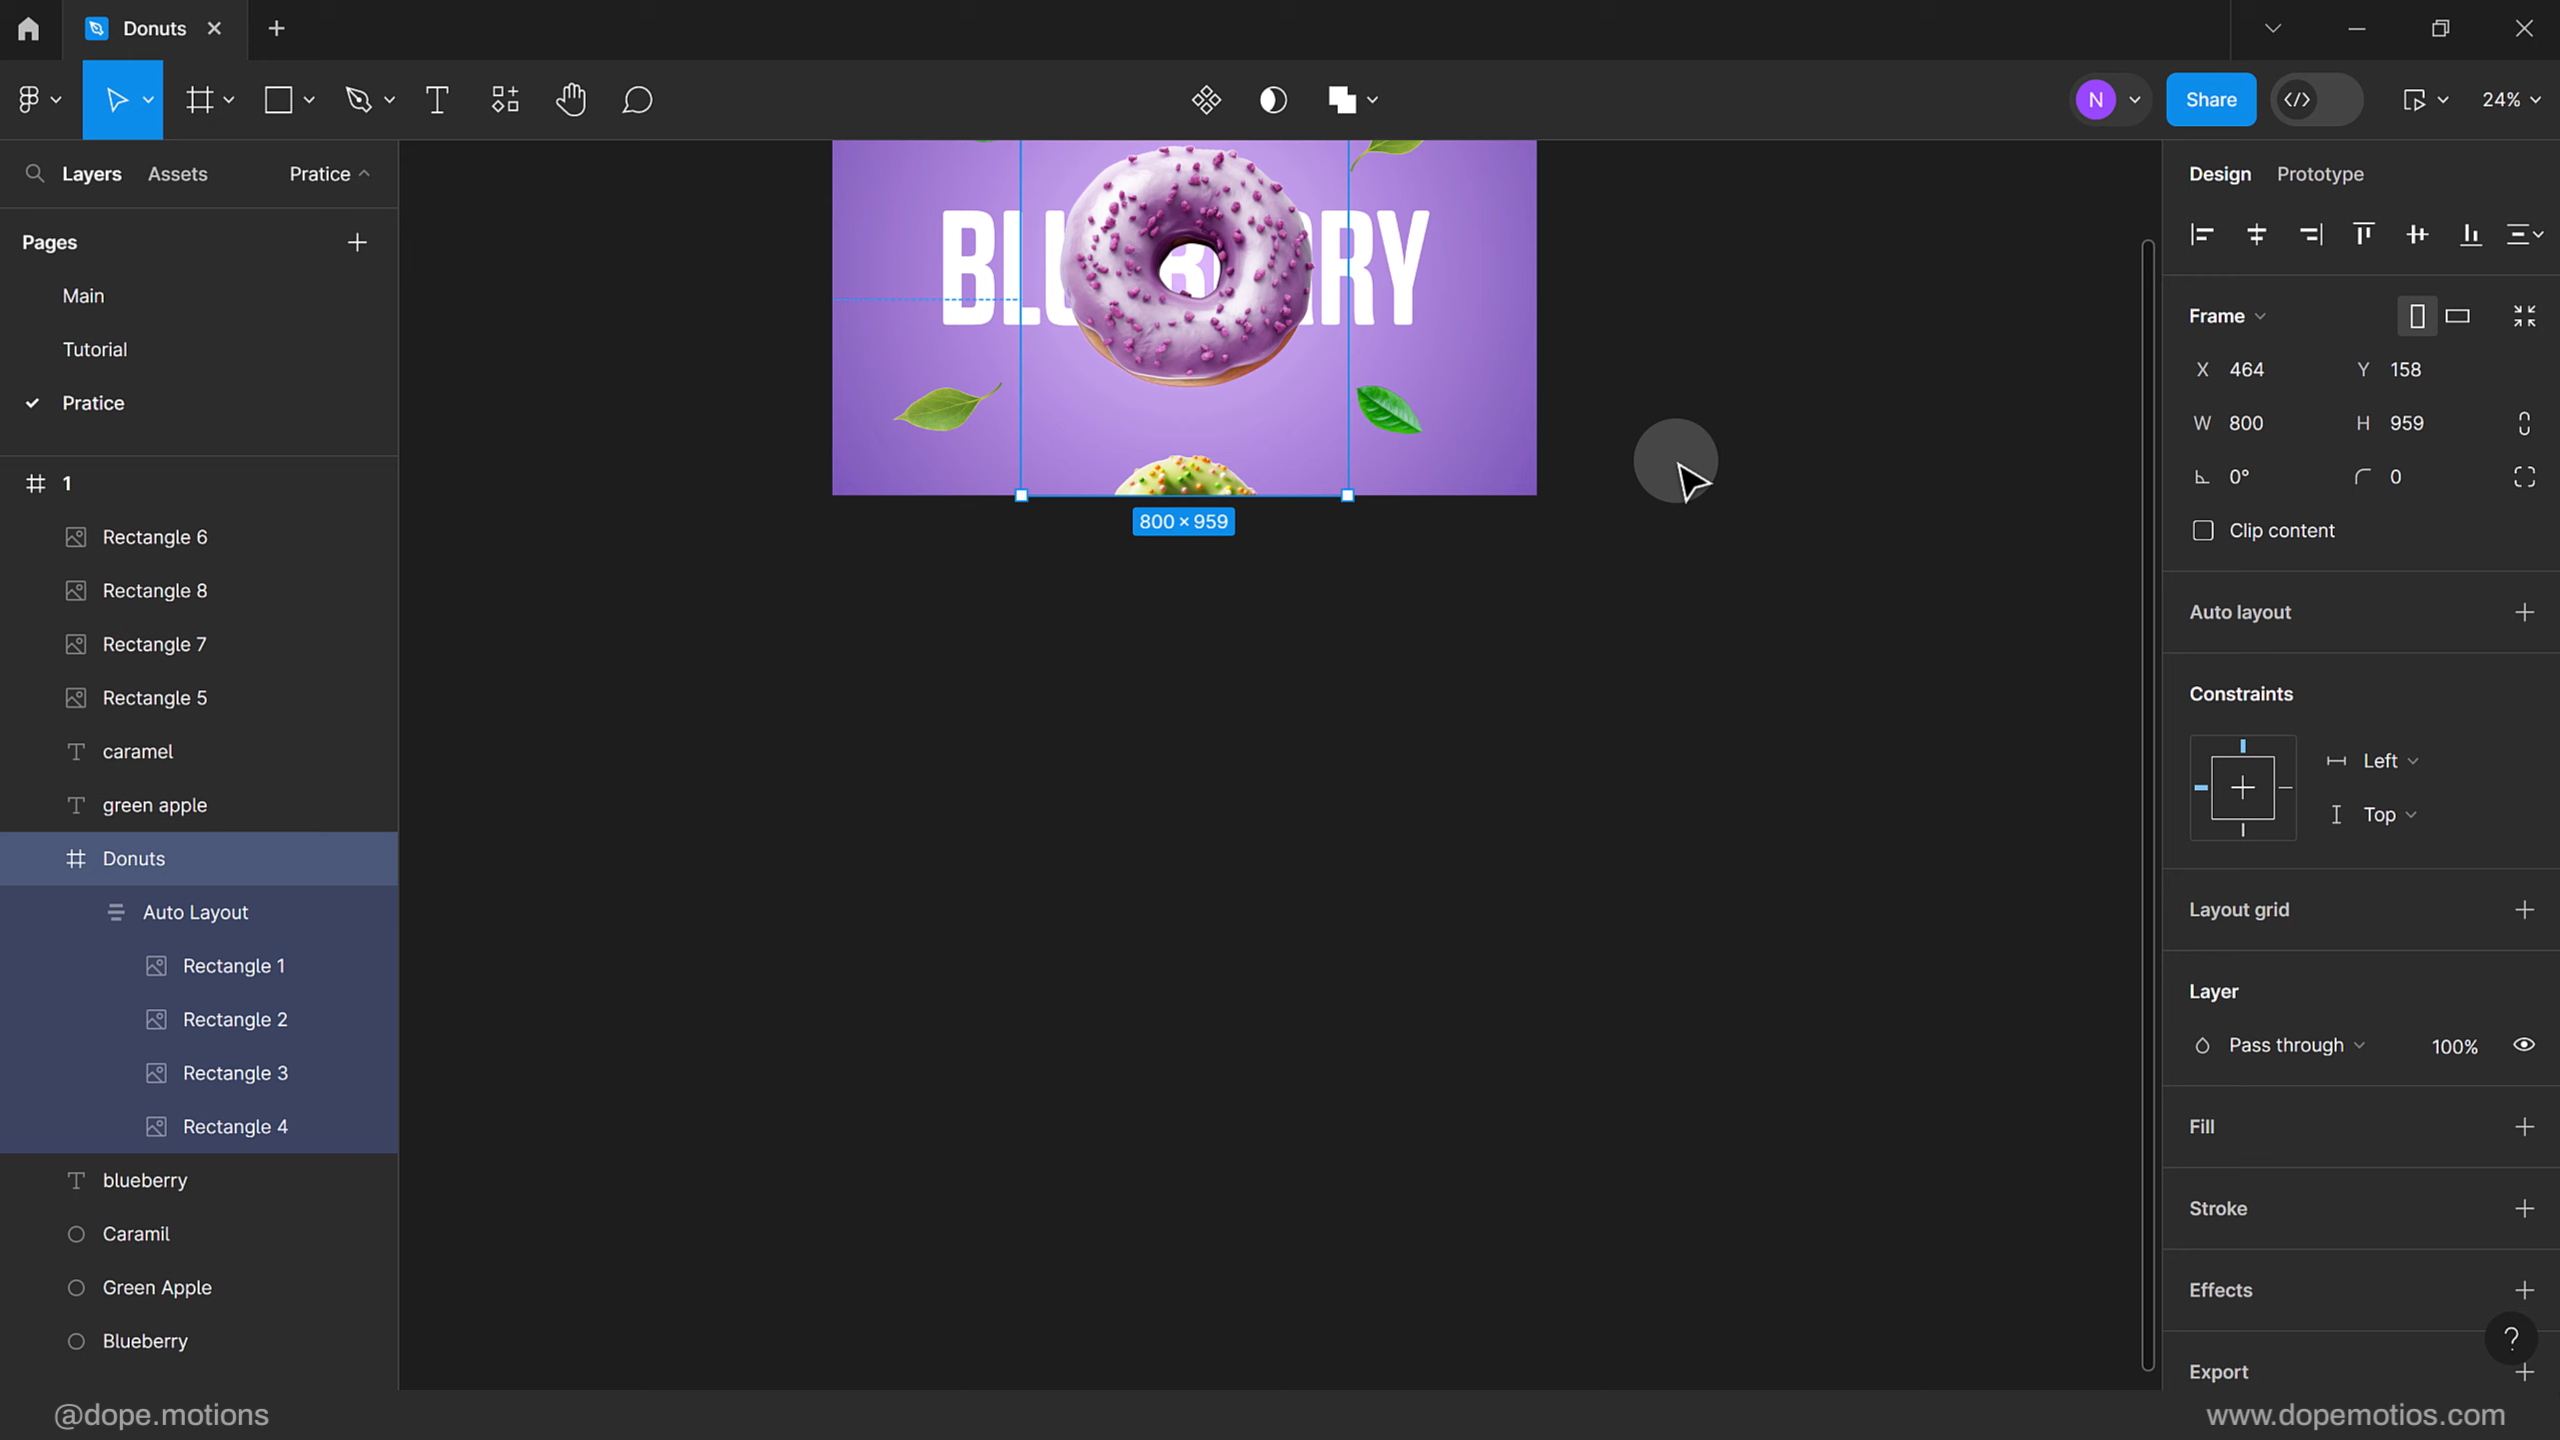 Donuts
N
Share
24%
Layers
Assets
Pratice
Design
Prototype
Pages
Main
Tutorial
Pratice
1
Rectangle 6
Rectangle 8
Rectangle 7
Rectangle 5
caramel
green apple
Donuts
Auto Layout
Rectangle 1
Rectangle 2
Rectangle 3
Rectangle 4
blueberry
Caramil
Green Apple
Blueberry
800 × 959
Frame
X 464 Y 158
W 800 H 959
0° 0
Clip content
Auto layout
Constraints
Left
Top
Layout grid
Layer
Pass through 100%
Fill
Stroke
Effects
?
Export
@dope.motions
www.dopemotios.com